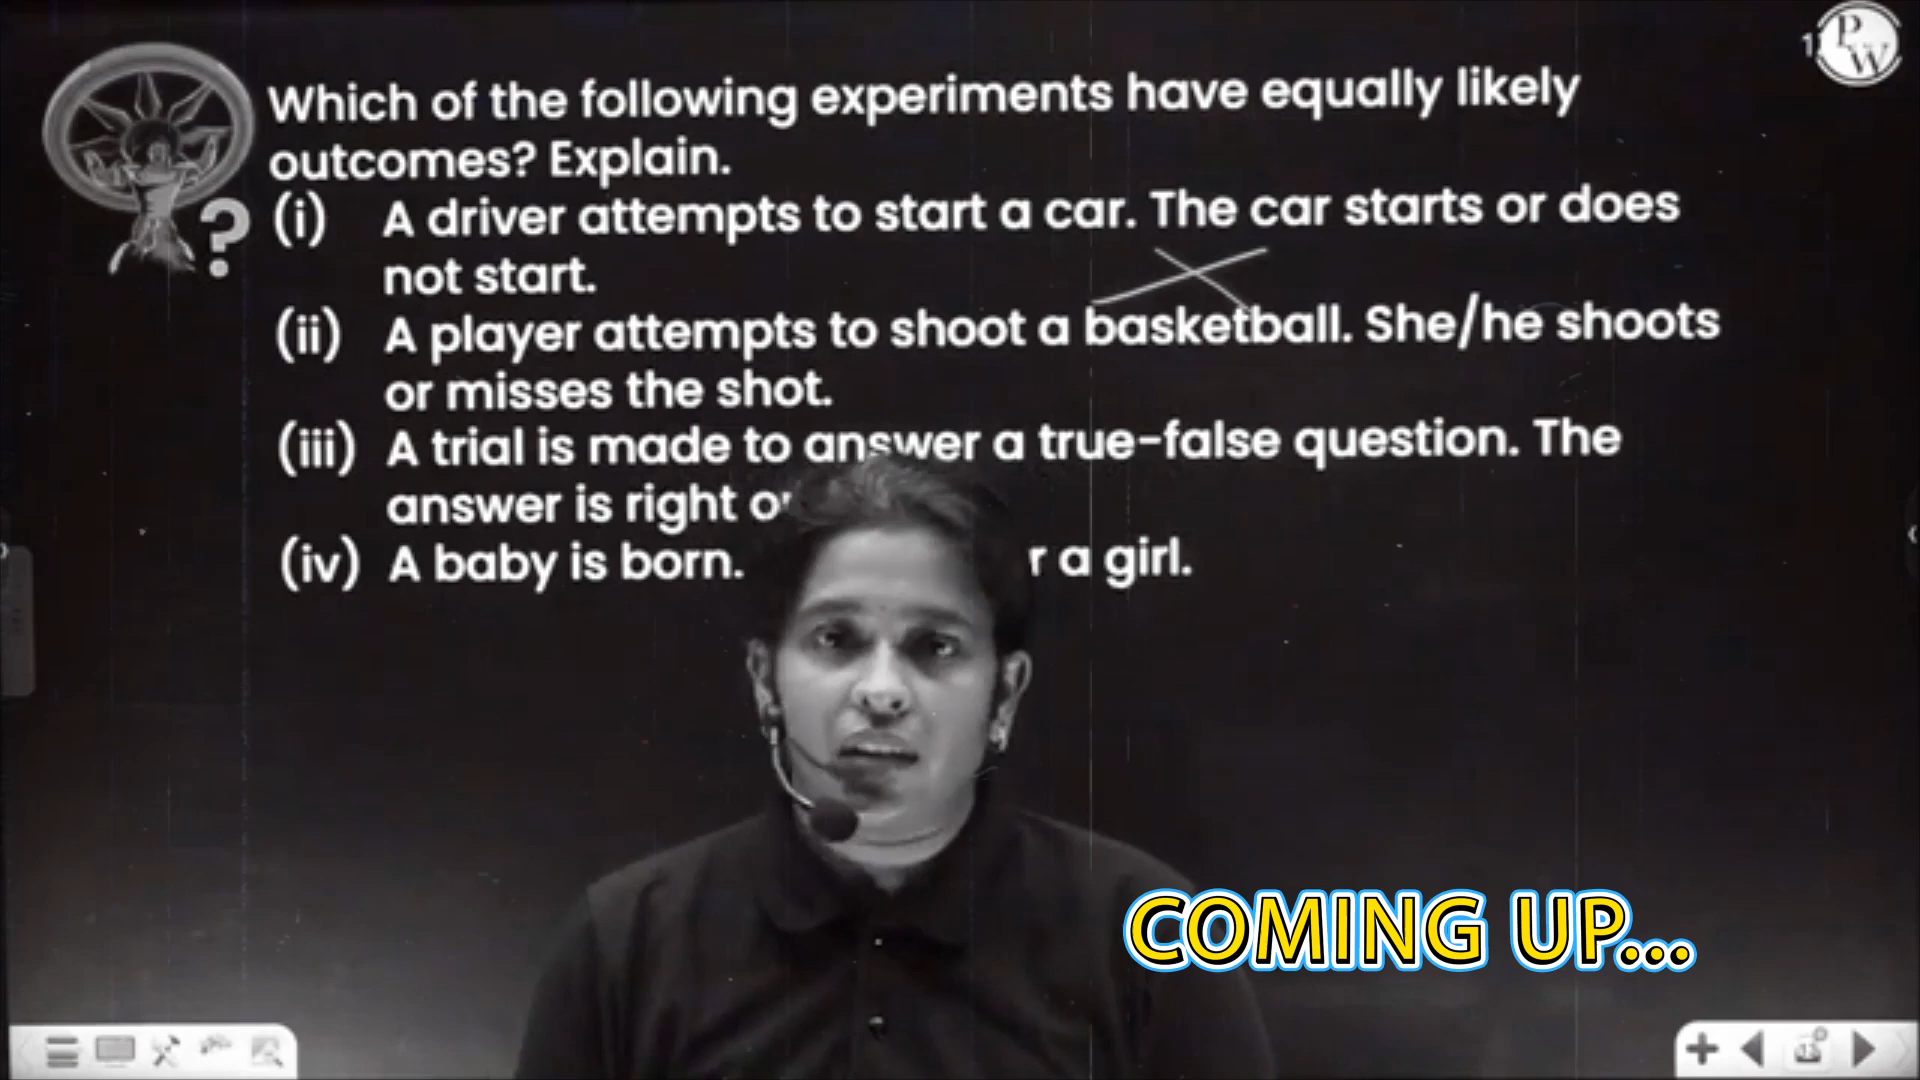 Which of the following experiments have equally likely
outcomes? Explain.
(i) A driver attempts to start a car. The car starts or does
not start.
(ii) A player attempts to shoot a basketball. She/he shoots
or misses the shot.
(iii) A trial is made to answer a true-false question. The
answer is right
(iv) A baby is born. a girl.
?
PW
COMING UP...